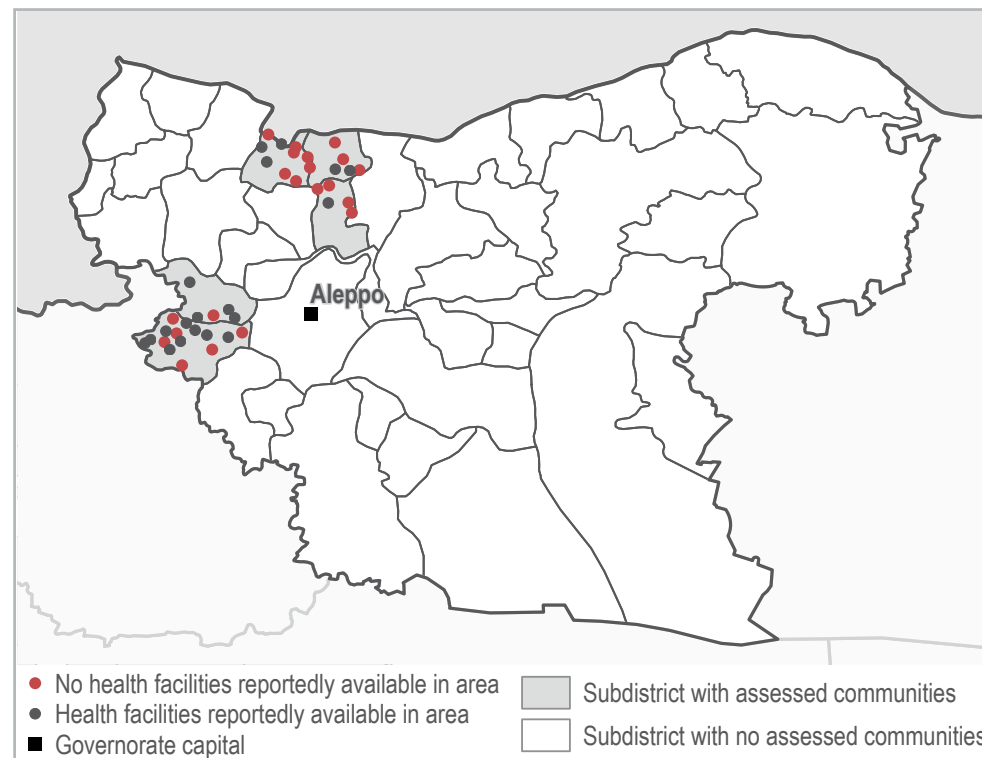 Aleppo
No health facilities reportedly available in area
Health facilities reportedly available in area
Governorate capital
Subdistrict with assessed communities
Subdistrict with no assessed communities